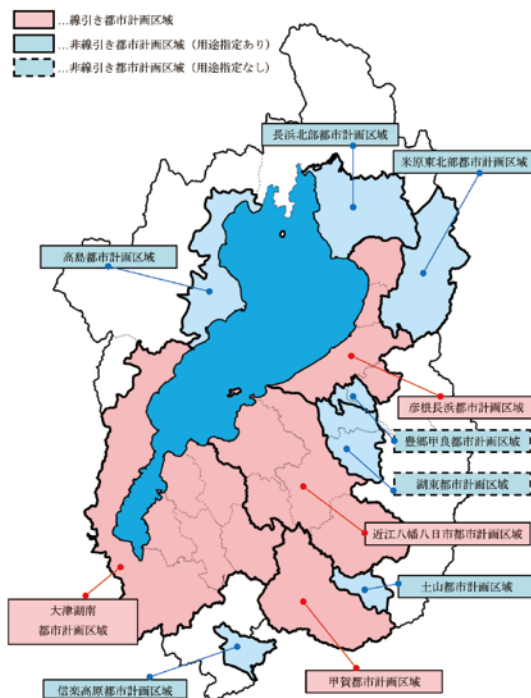 …線引き都市計画区域
…非線引き都市計画区域（用途指定あり）
…非線引き都市計画区域（用途指定なし）
長浜北部都市計画区域
米原東北部都市計画区域
高島都市計画区域
彦根長浜都市計画区域
豊郷甲良都市計画区域
湖東都市計画区域
近江八幡八日市都市計画区域
土山都市計画区域
大津湖南
都市計画区域
甲賀都市計画区域
信楽高原都市計画区域